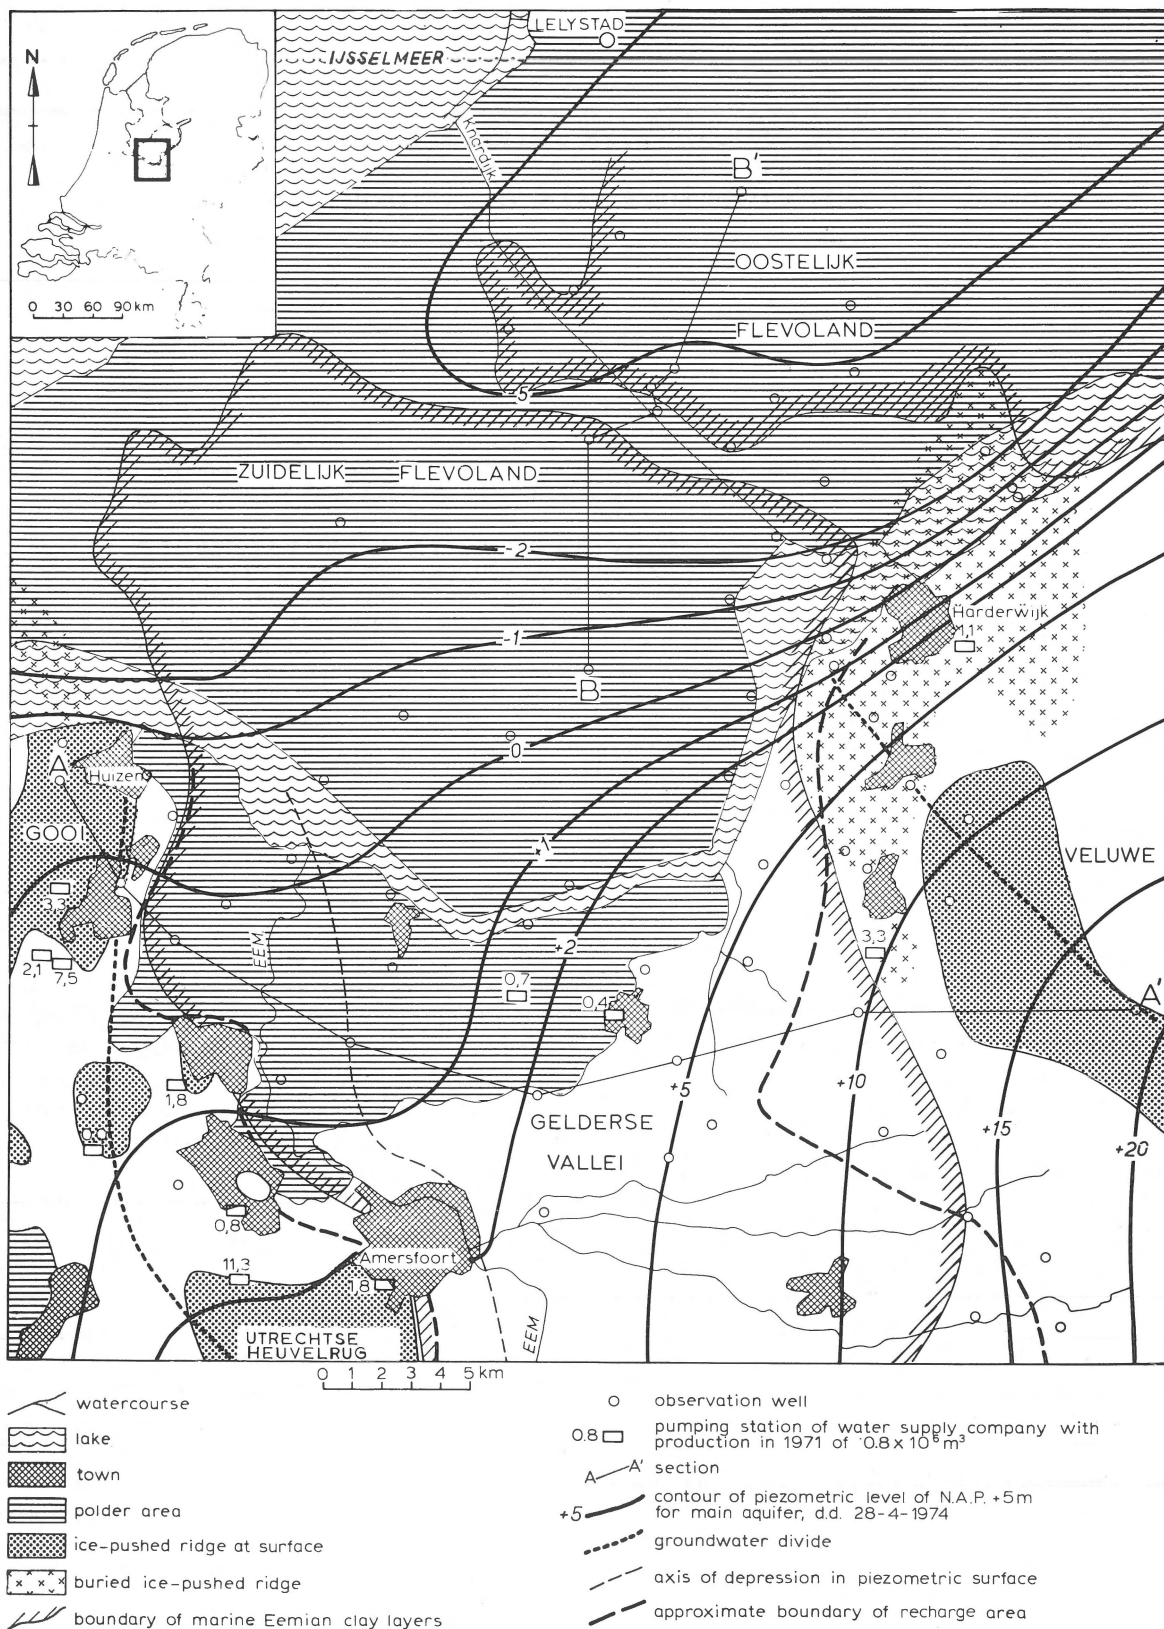 LELYSTAD
IJSSELMEER
N
Knardijk
B'
OOSTELIJK
FLEVOLAND
0 30 60 90 km
-5
ZUIDELIJK FLEVOLAND
-2
Harderwijk
1,1
-1
B
0
A
Huizen
GOOI
+1
VELUWE
3,3
EEM
+2
3,3
2,1
7,5
0,7
0,4
A'
1,8
+5
+10
GELDERSE
VALLEI
+15
+20
0,8
Amersfoort
11,3
1,8
EEM
UTRECHTSE
HEUVELRUG
0 1 2 3 4 5 km
watercourse
lake
town
polder area
ice-pushed ridge at surface
buried ice-pushed ridge
boundary of marine Eemian clay layers
observation well
0.8 pumping station of water supply company with
production in 1971 of 0.8 x 10⁶ m³
A A' section
+5 contour of piezometric level of N.A.P. +5m
for main aquifer, d.d. 28-4-1974
groundwater divide
axis of depression in piezometric surface
approximate boundary of recharge area